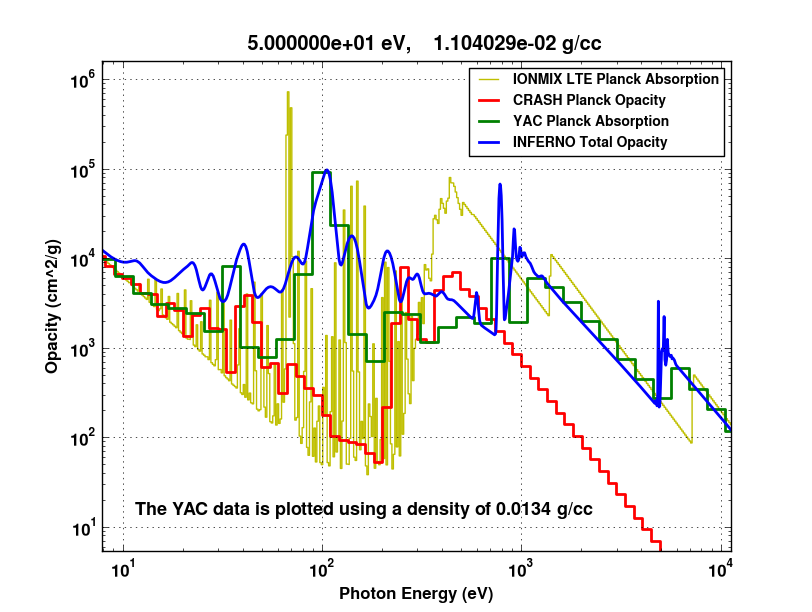 5.000000e+01 eV,    1.104029e-02 g/cc
IONMIX LTE Planck Absorption
CRASH Planck Opacity
YAC Planck Absorption
INFERNO Total Opacity
Opacity (cm^2/g)
10^6
10^5
10^4
10^3
10^2
10^1
The YAC data is plotted using a density of 0.0134 g/cc
10^1 10^2 10^3 10^4
Photon Energy (eV)